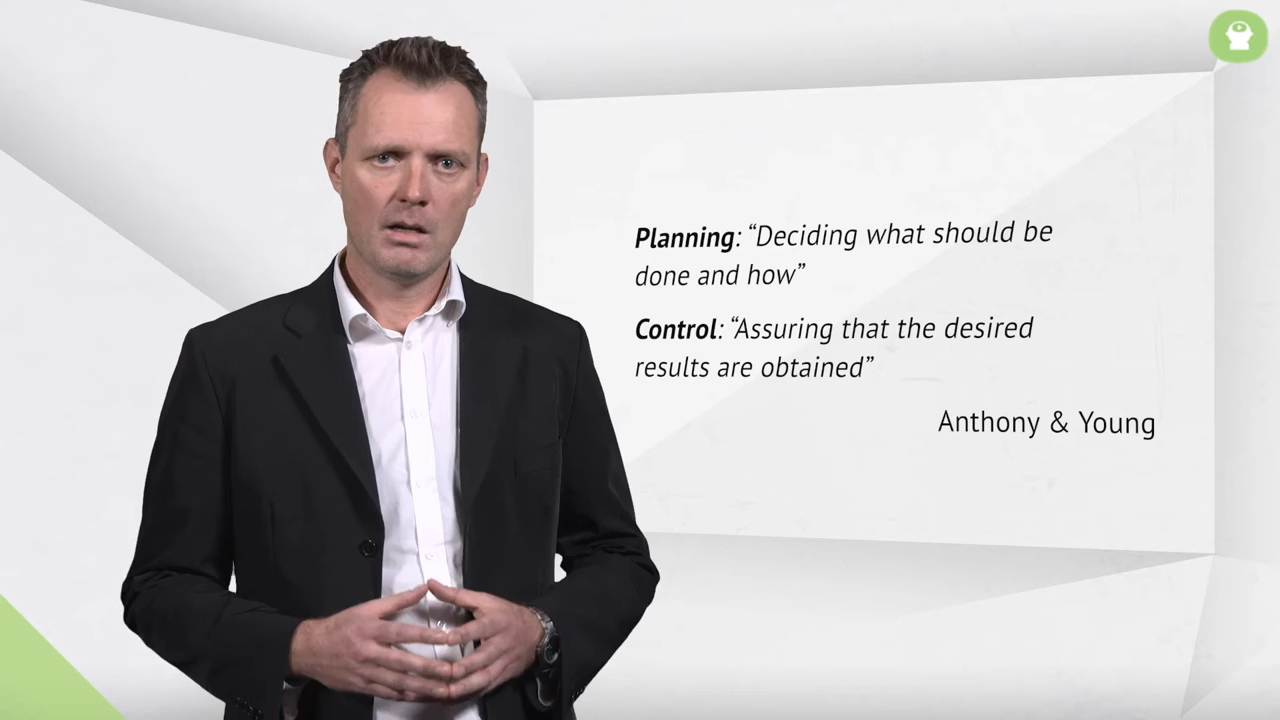 Planning: “Deciding what should be
done and how”
Control: “Assuring that the desired
results are obtained”
Anthony & Young